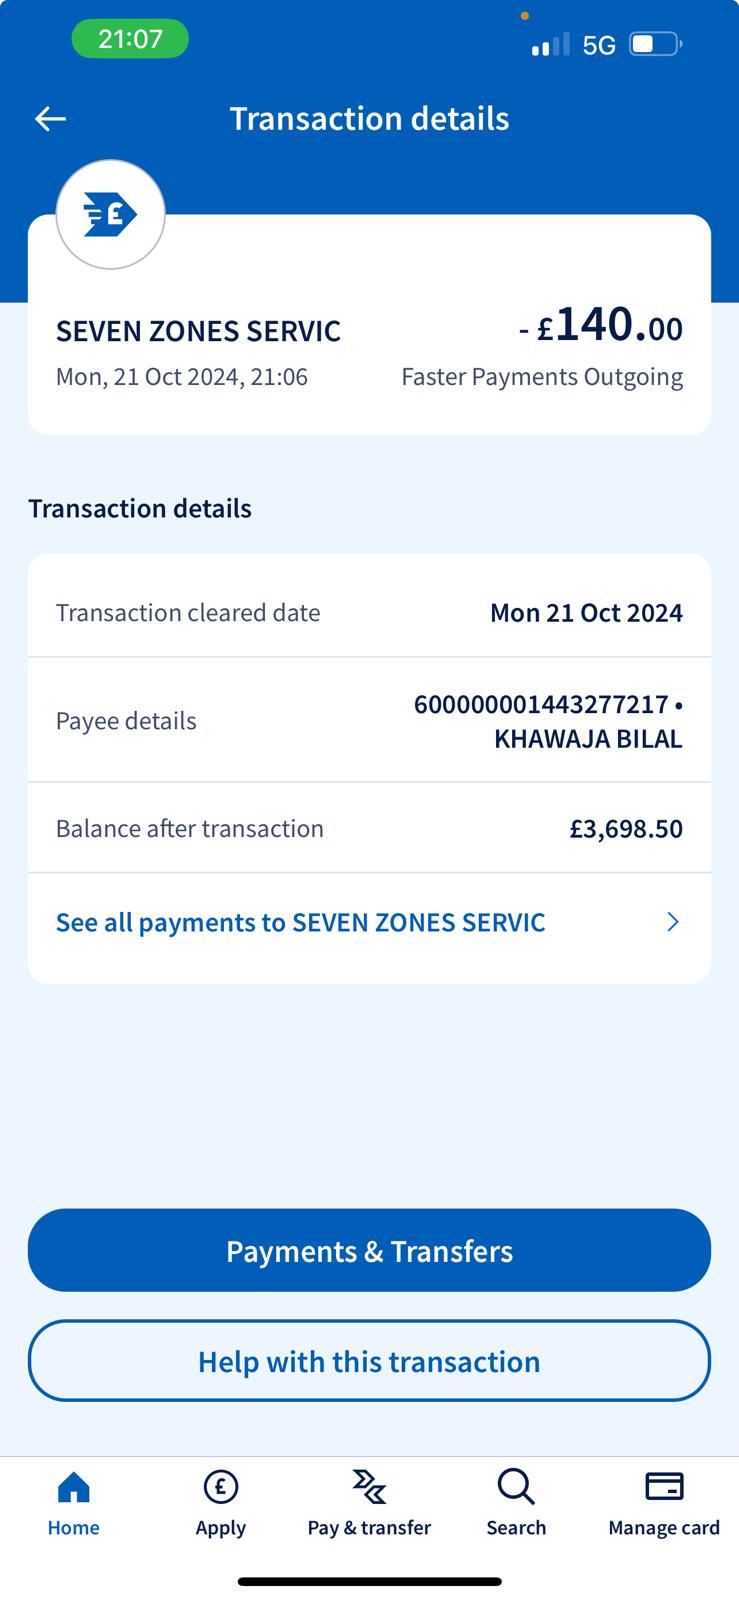 21:07
5G
Transaction details
£
SEVEN ZONES SERVIC
- £140.00
Mon, 21 Oct 2024, 21:06
Faster Payments Outgoing
Transaction details
Transaction cleared date
Mon 21 Oct 2024
Payee details
600000001443277217 •
KHAWAJA BILAL
Balance after transaction
£3,698.50
See all payments to SEVEN ZONES SERVIC
Payments & Transfers
Help with this transaction
£
Home
Apply
Pay & transfer
Search
Manage card